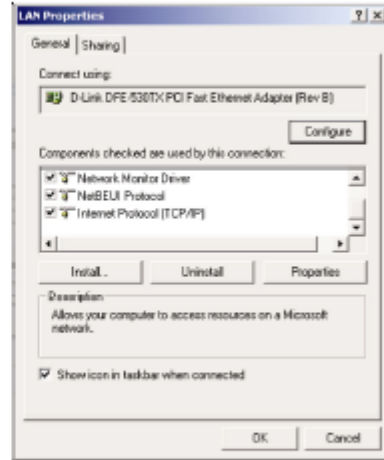 LAN Properties
General Sharing
Connect using:
D-Link DFE-530TX PCI Fast Ethernet Adapter (Rev B)
Configure
Components checked are used by this connection:
Network Monitor Driver
NetBEUI Protocol
Internet Protocol (TCP/IP)
Install... Uninstall Properties
Description
Allows your computer to access resources on a Microsoft
network.
Show icon in taskbar when connected
OK Cancel